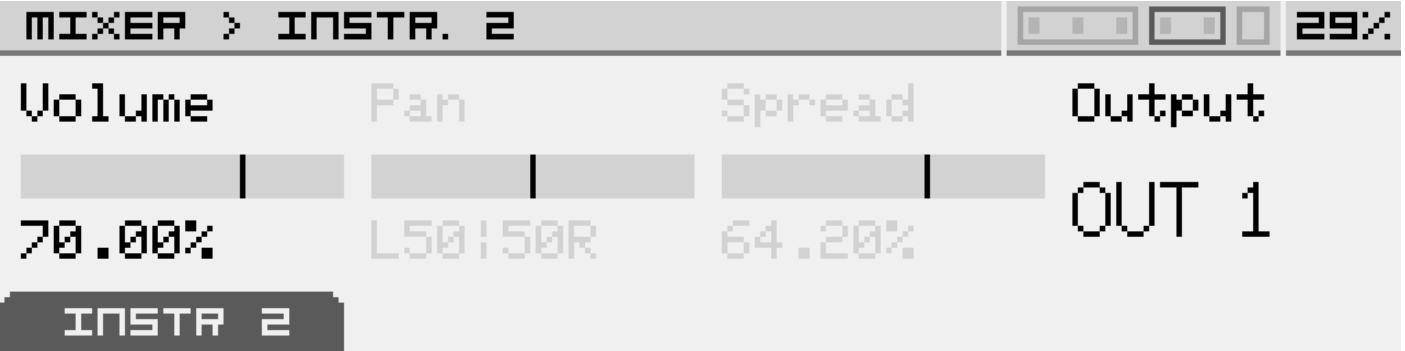 MIXER > INSTR. 2 29%
Volume Pan Spread Output
70.00% L50¦50R 64.20% OUT 1
INSTR 2